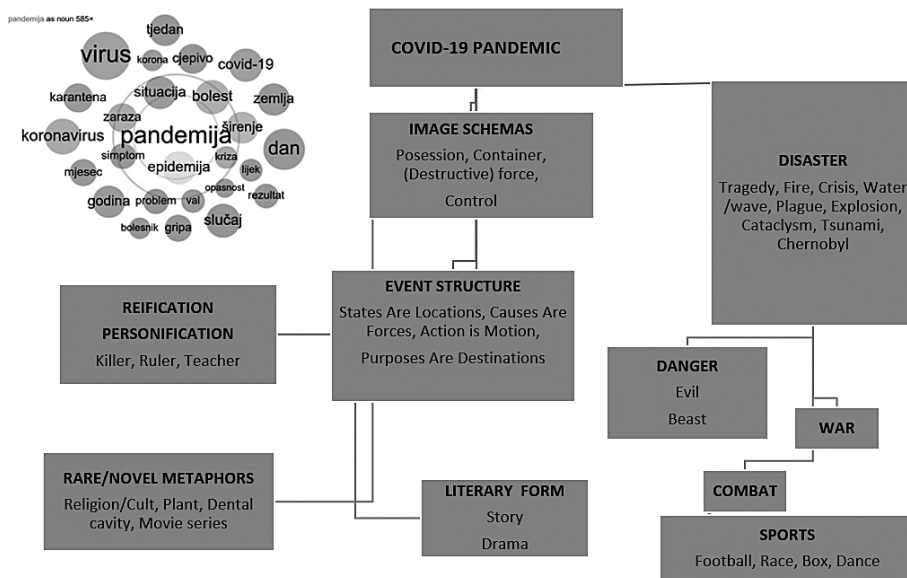 pandemija as noun 585×
tjedan
virus
korona
cjepivo
covid-19
karantena
situacija
bolest
zemlja
zaraza
koronavirus
pandemija
širenje
dan
simptom
epidemija
kriza
mjesec
lijek
opasnost
rezultat
godina
problem
val
slučaj
bolesnik
gripa
COVID-19 PANDEMIC
IMAGE SCHEMAS
Posession, Container,
(Destructive) force,
Control
DISASTER
Tragedy, Fire, Crisis, Water
/wave, Plague, Explosion,
Cataclysm, Tsunami,
Chernobyl
EVENT STRUCTURE
States Are Locations, Causes Are
Forces, Action is Motion,
Purposes Are Destinations
REIFICATION
PERSONIFICATION
Killer, Ruler, Teacher
DANGER
Evil
Beast
WAR
RARE/NOVEL METAPHORS
Religion/Cult, Plant, Dental
cavity, Movie series
LITERARY FORM
Story
Drama
COMBAT
SPORTS
Football, Race, Box, Dance